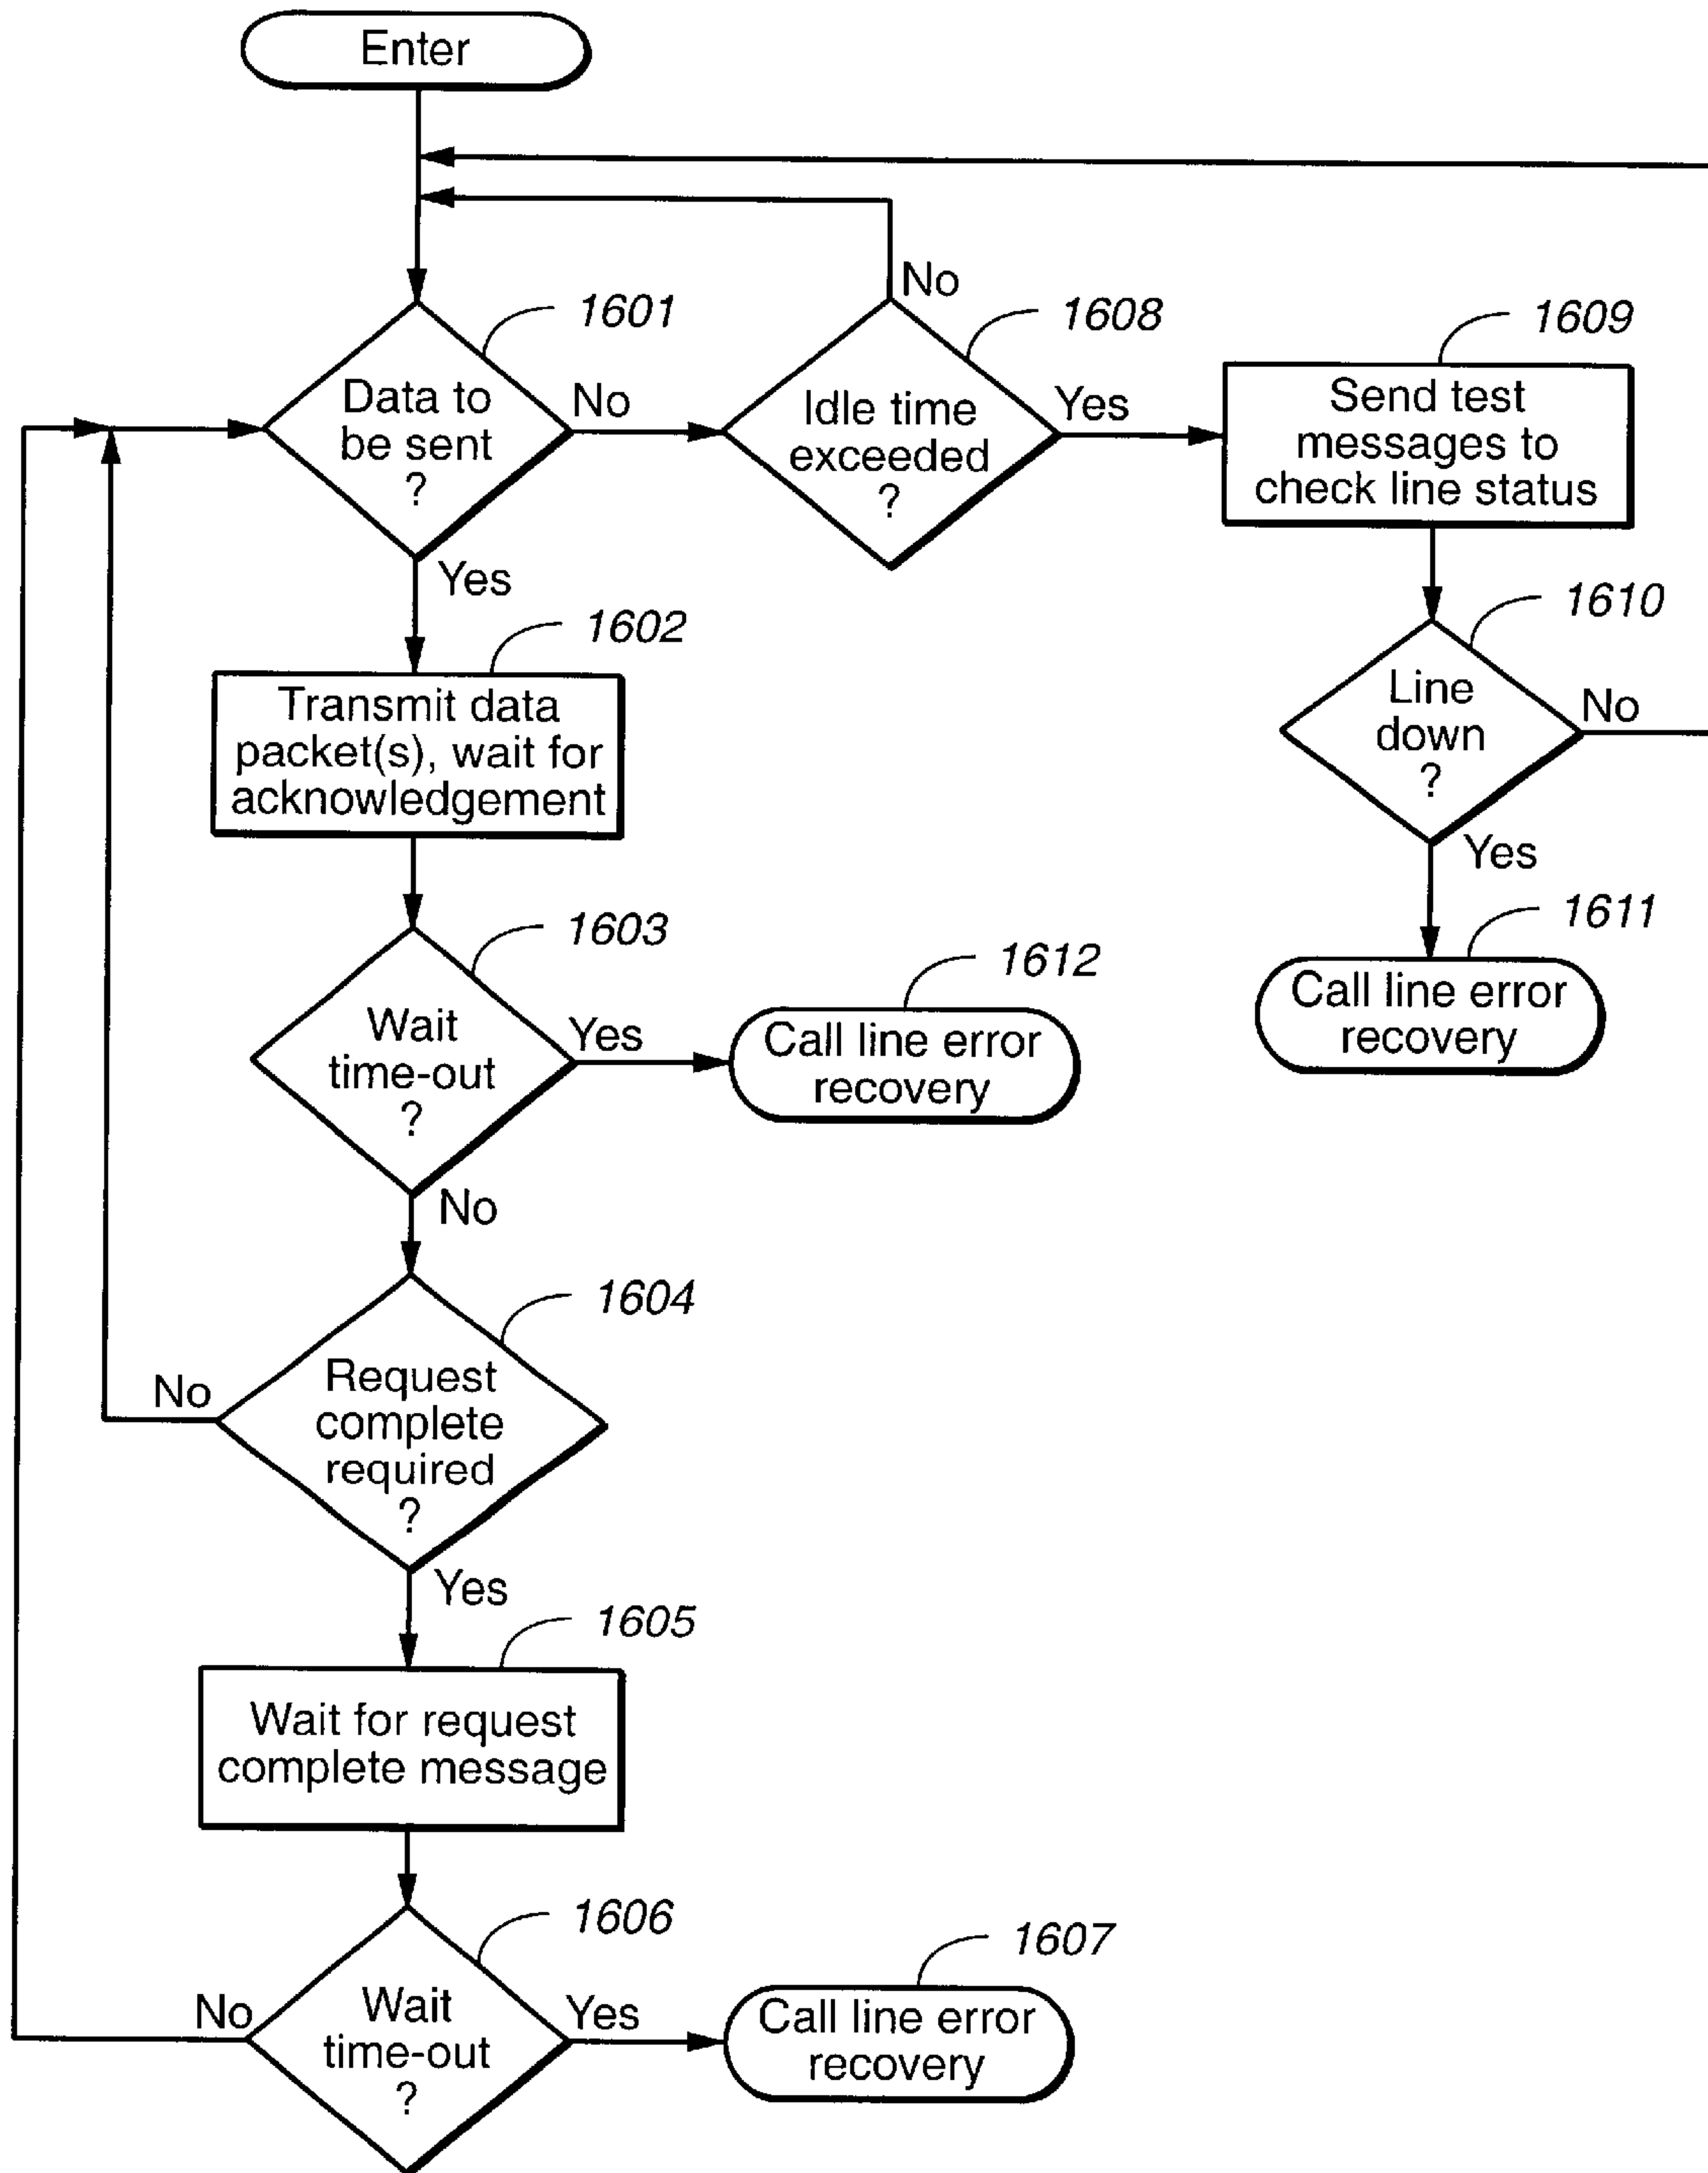 Enter
No
1601
1608
1609
Data to
be sent
?
No
Idle time
exceeded
?
Yes
Send test
messages to
check line status
Yes
1602
1610
Transmit data
packet(s), wait for
acknowledgement
Line
down
?
No
Yes
1603
1612
1611
Wait
time-out
?
Yes
Call line error
recovery
Call line error
recovery
No
1604
No
Request
complete
required
?
Yes
1605
Wait for request
complete message
1606
1607
No
Wait
time-out
?
Yes
Call line error
recovery